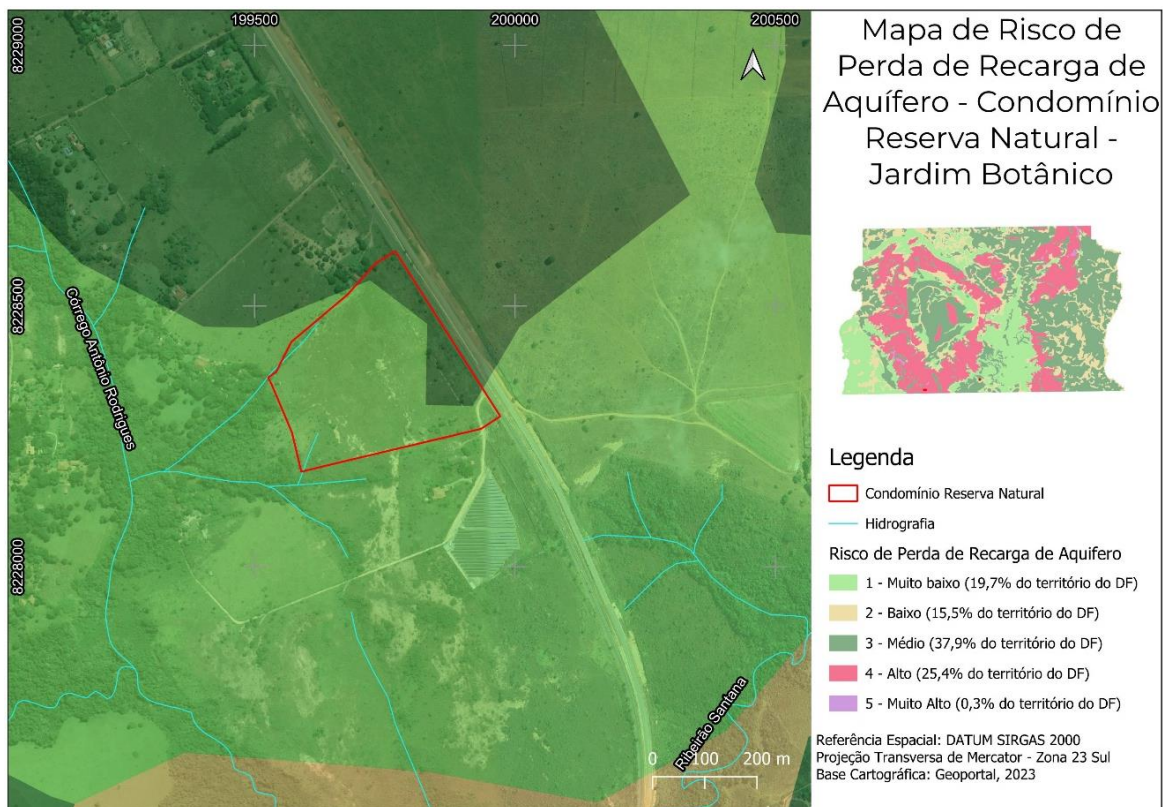 199500
200000
200500
8229000
8228500
8228000
Córrego Antônio Rodrigues
Ribeirão Santana
0 100 200 m
Mapa de Risco de
Perda de Recarga de
Aquífero - Condomínio
Reserva Natural -
Jardim Botânico
Legenda
Condomínio Reserva Natural
Hidrografia
Risco de Perda de Recarga de Aquifero
1 - Muito baixo (19,7% do território do DF)
2 - Baixo (15,5% do território do DF)
3 - Médio (37,9% do território do DF)
4 - Alto (25,4% do território do DF)
5 - Muito Alto (0,3% do território do DF)
Referência Espacial: DATUM SIRGAS 2000
Projeção Transversa de Mercator - Zona 23 Sul
Base Cartográfica: Geoportal, 2023